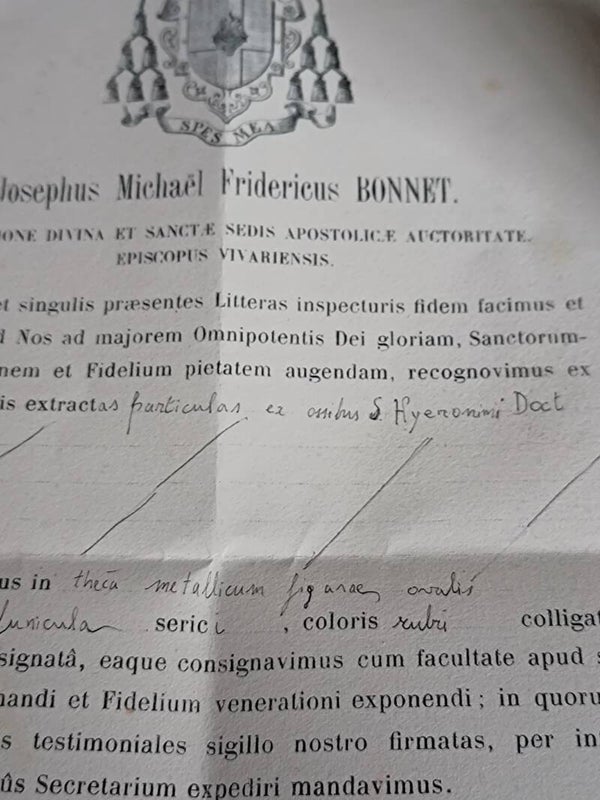 SPES MEA
Josephus Michaël Fridericus BONNET.
IONE DIVINA ET SANCTÆ SEDIS APOSTOLICÆ AUCTORITATE.
EPISCOPUS VIVARIENSIS.
et singulis præsentes Litteras inspecturis fidem facimus et
d Nos ad majorem Omnipotentis Dei gloriam, Sanctorum-
nem et Fidelium pietatem augendam, recognovimus ex
is extractas particulas ex ossibus S. Hyeronimi Doct
us in thecâ metallicum figurae ovalis
funicula serici , coloris rubri colligat
signatâ, eaque consignavimus cum facultate apud s
nandi et Fidelium venerationi exponendi ; in quoru
s testimoniales sigillo nostro firmatas, per in
ûs Secretarium expediri mandavimus.